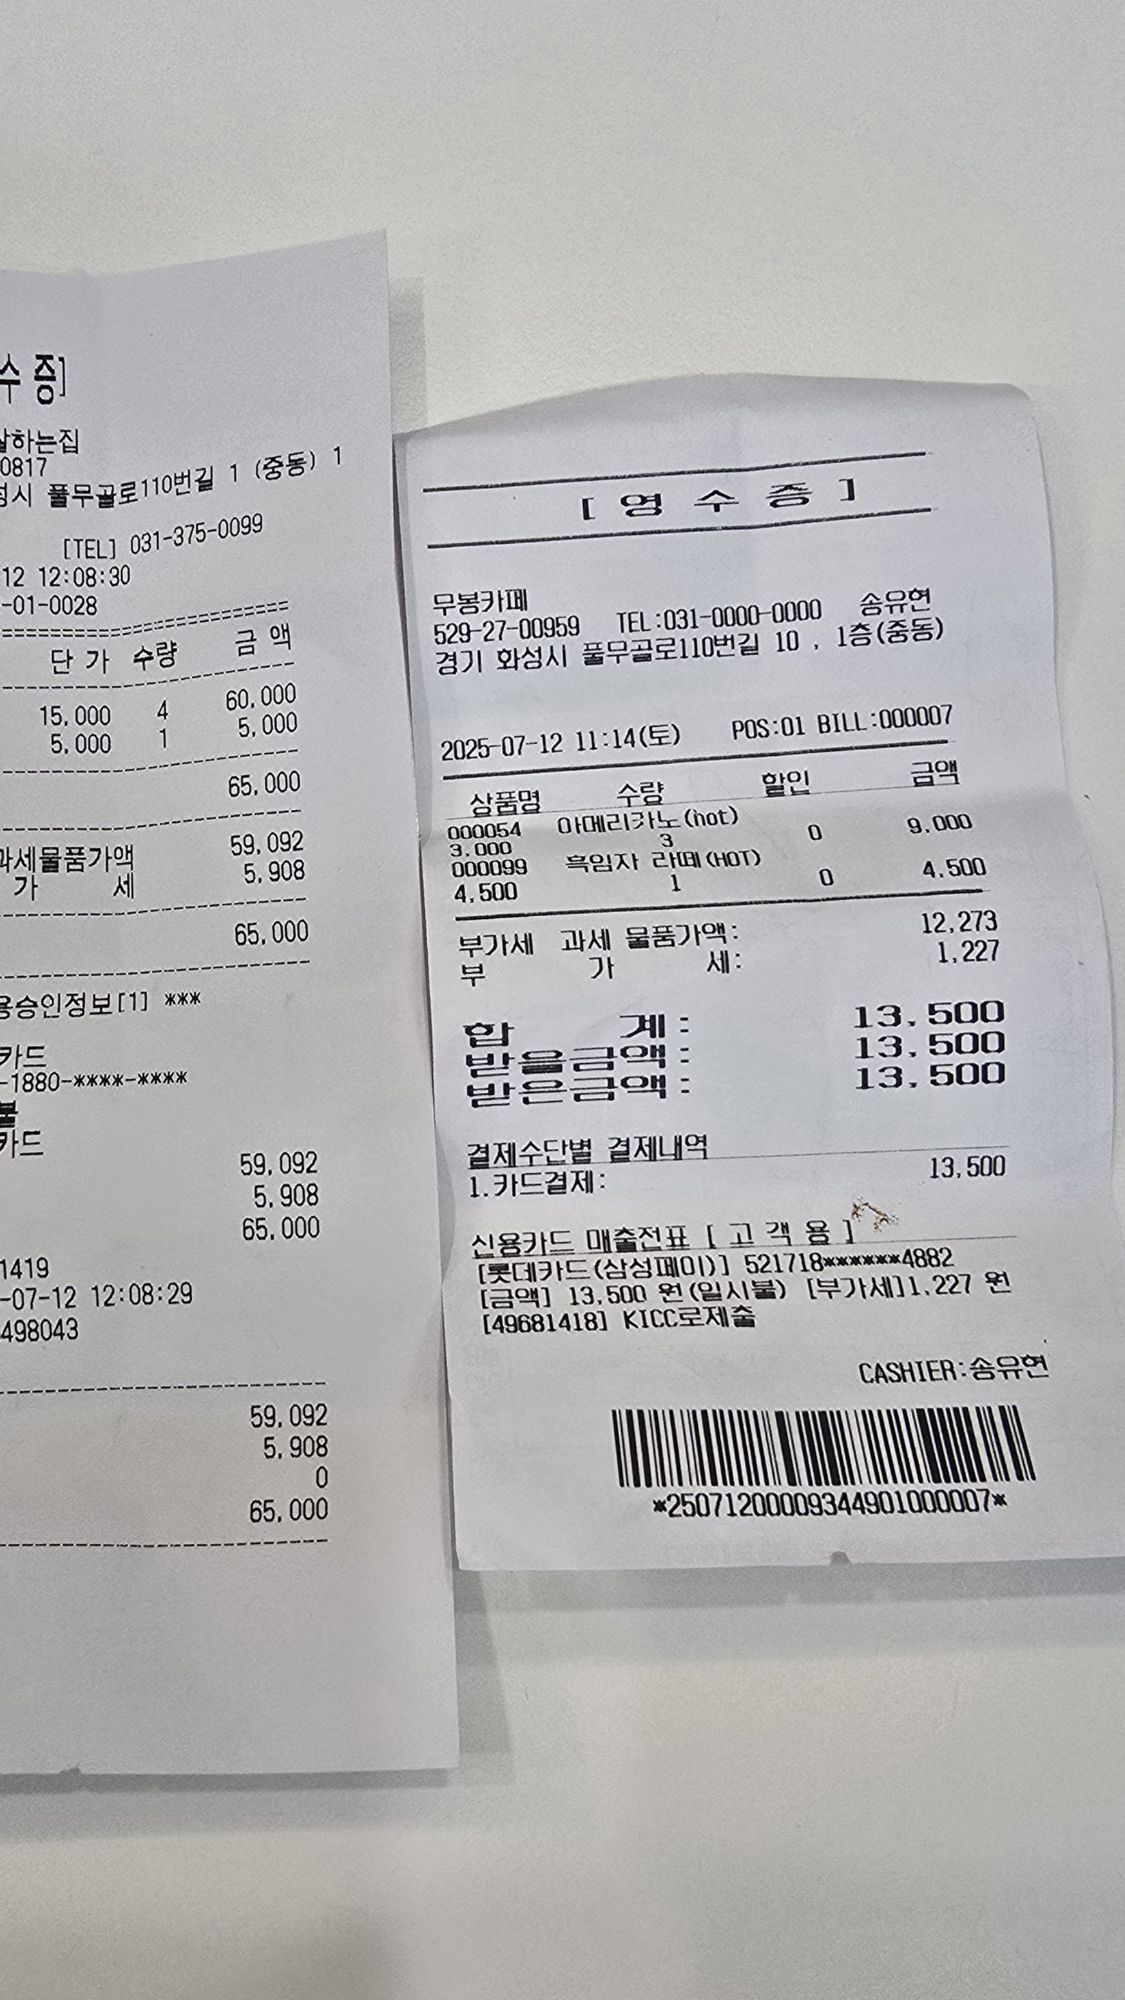 수 증]
하는집
0817
시 풀무골로110번길 1 (중동) 1
[TEL] 031-375-0099
12 12:08:30
-01-0028
단 가 수량 금 액
15,000 4 60,000
5,000 1 5,000
65,000
과세물품가액 59,092
가 세 5,908
65,000
용승인정보[1] ***
카드
-1880-****-****
불
카드
59,092
5,908
65,000
1419
-07-12 12:08:29
498043
59,092
5,908
0
65,000
[ 영 수 증 ]
무봉카페
529-27-00959 TEL:031-0000-0000 송유현
경기 화성시 풀무골로110번길 10 , 1층(중동)
2025-07-12 11:14(토) POS:01 BILL:000007
상품명 수량 할인 금액
000054 아메리카노(hot)
3.000 3 0 9.000
000099 흑임자 라떼(HOT)
4,500 1 0 4,500
부가세 과세 물품가액: 12,273
부 가 세: 1,227
합 계: 13,500
받을금액: 13,500
받은금액: 13,500
결제수단별 결제내역
1.카드결제: 13,500
신용카드 매출전표 [ 고 객 용 ]
[롯데카드(삼성페이)] 521718******4882
[금액] 13,500 원(일시불) [부가세]1,227 원
[49681418] KICC로제출
CASHIER:송유현
*25071200009344901000007*